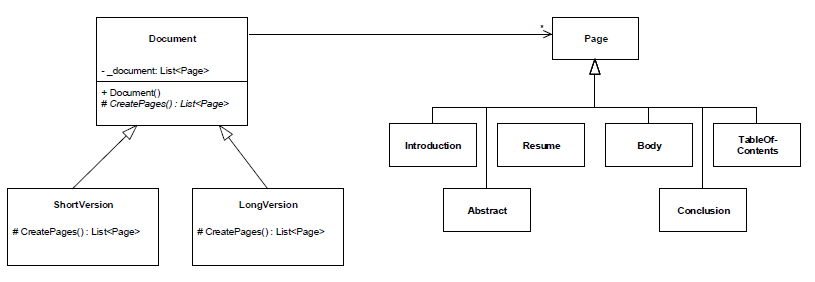 Document
- _document: List<Page>
+ Document()
# CreatePages() : List<Page>
*
Page
Introduction
Resume
Body
TableOf-
Contents
Abstract
Conclusion
ShortVersion
# CreatePages() : List<Page>
LongVersion
# CreatePages() : List<Page>